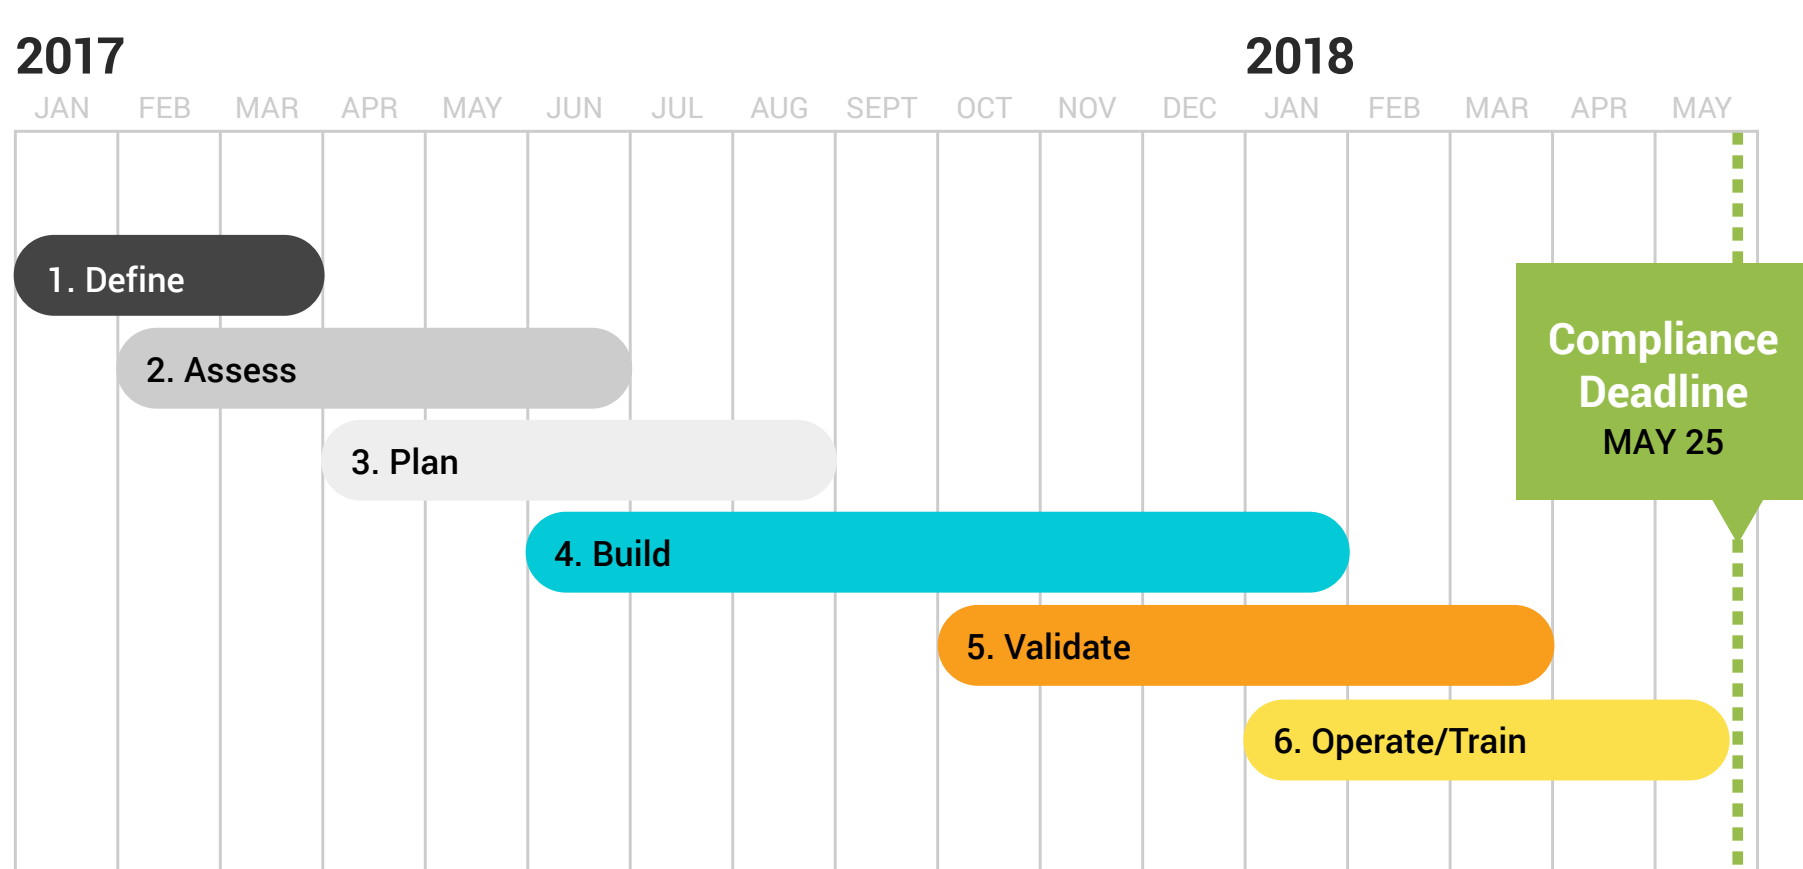 2017 2018
JAN FEB MAR APR MAY JUN JUL AUG SEPT OCT NOV DEC JAN FEB MAR APR MAY
1. Define
2. Assess
Compliance
Deadline
MAY 25
3. Plan
4. Build
5. Validate
6. Operate/Train